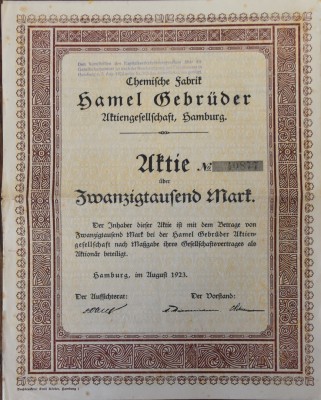 Chemische Fabrik
Hamel Gebrüder
Aktiengesellschaft, Hamburg.
Aktie № 10877
über
Zwanzigtausend Mark.
Der Inhaber dieser Aktie ist mit dem Betrage von
Zwanzigtausend Mark bei der Hamel Gebrüder Aktien-
gesellschaft nach Maßgabe ihres Gesellschaftsvertrages als
Aktionär beteiligt.
Hamburg, im August 1923.
Der Aufsichtsrat: Der Vorstand: